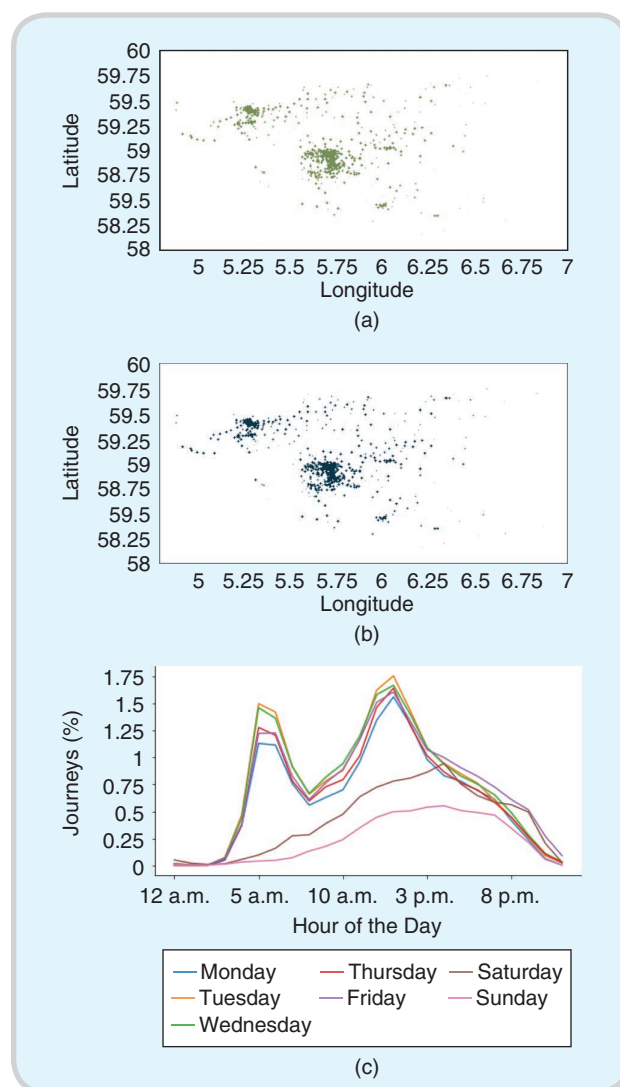 60
59.75
59.5
59.25
59
58.75
59.5
58.25
58
Latitude
5 5.25 5.5 5.75 6 6.25 6.5 6.75 7
Longitude
(a)
60
59.75
59.5
59.25
59
58.75
59.5
58.25
58
Latitude
5 5.25 5.5 5.75 6 6.25 6.5 6.75 7
Longitude
(b)
1.75
1.5
1.25
1
0.75
0.5
0.25
0
Journeys (%)
12 a.m. 5 a.m. 10 a.m. 3 p.m. 8 p.m.
Hour of the Day
Monday Thursday Saturday
Tuesday Friday Sunday
Wednesday
(c)